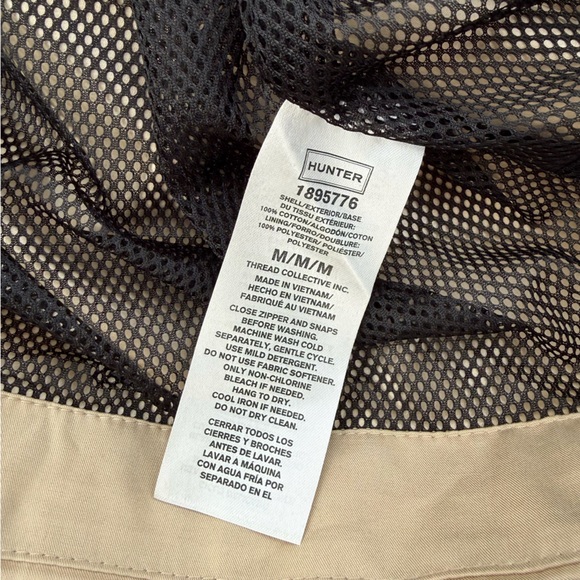 HUNTER
1895776
SHELL/EXTERIOR/BASE
DU TISSU EXTÉRIEUR:
100% COTTON/ALGODÓN/COTON
LINING/FORRO/DOUBLURE:
100% POLYESTER/ POLIÉSTER/
POLYESTER
M/M/M
THREAD COLLECTIVE INC.
MADE IN VIETNAM/
HECHO EN VIETNAM/
FABRIQUÉ AU VIETNAM
CLOSE ZIPPER AND SNAPS
BEFORE WASHING.
MACHINE WASH COLD
SEPARATELY, GENTLE CYCLE.
USE MILD DETERGENT.
DO NOT USE FABRIC SOFTENER.
ONLY NON-CHLORINE
BLEACH IF NEEDED.
HANG TO DRY.
COOL IRON IF NEEDED.
DO NOT DRY CLEAN.
CERRAR TODOS LOS
CIERRES Y BROCHES
ANTES DE LAVAR.
LAVAR A MÁQUINA
CON AGUA FRÍA POR
SEPARADO EN EL